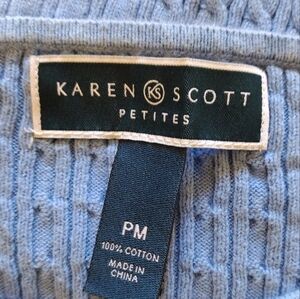 KAREN KS SCOTT
PETITES
PM
100% COTTON
MADE IN
CHINA